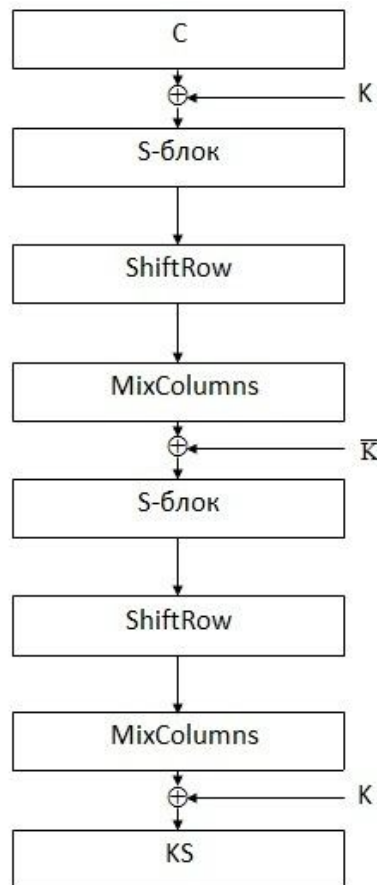 C
K
S-блок
ShiftRow
MixColumns
K̅
S-блок
ShiftRow
MixColumns
K
KS